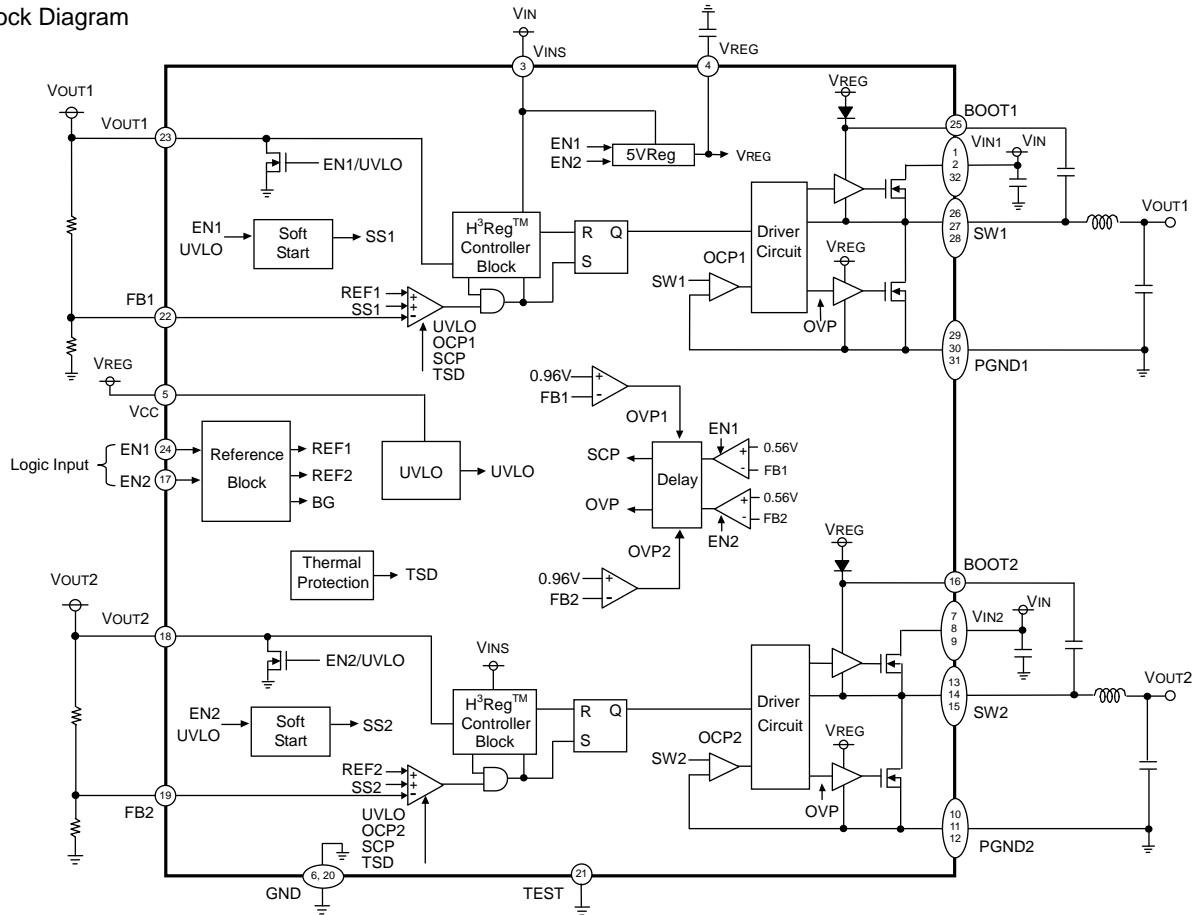 ock Diagram
VIN
VINS
3
VREG
4
VOUT1
VOUT1
23
EN1/UVLO
EN1
EN2
5VReg
VREG
VREG
BOOT1
25
VIN1
VIN
1
2
32
EN1
UVLO
Soft
Start
SS1
H3RegTM
Controller
Block
R Q
S
Driver
Circuit
OCP1
SW1
VREG
OVP
26
27
28
SW1
VOUT1
FB1
22
REF1
SS1
+
+
-
UVLO
OCP1
SCP
TSD
29
30
31
PGND1
VREG
5
VCC
Logic Input
EN1
24
EN2
17
Reference
Block
REF1
REF2
BG
UVLO
UVLO
0.96V
FB1
+
-
OVP1
SCP
OVP
Delay
EN1
+
-
0.56V
FB1
EN2
+
-
0.56V
FB2
OVP2
0.96V
FB2
+
-
Thermal
Protection
TSD
VOUT2
VOUT2
18
EN2/UVLO
VINS
VREG
BOOT2
16
VIN2
VIN
7
8
9
EN2
UVLO
Soft
Start
SS2
H3RegTM
Controller
Block
R Q
S
Driver
Circuit
OCP2
SW2
VREG
OVP
13
14
15
SW2
VOUT2
FB2
19
REF2
SS2
+
+
-
UVLO
OCP2
SCP
TSD
10
11
12
PGND2
6, 20
GND
21
TEST